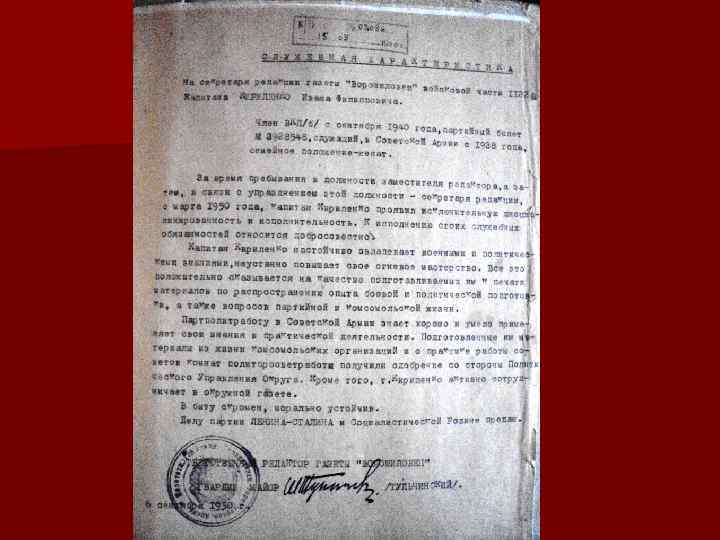 СЛУЖЕБНАЯ ХАРАКТЕРИСТИКА
На секретаря редакции газеты "Ворошиловец" войсковой части
Капитана КИРИЛЕНКО Ивана Филипповича.
Член ВКП/б/ с сентября 1940 года, партийный билет
№ 3928548, служащий, в Советской Армии с 1938 года,
семейное положение-женат.
За время пребывания в должности заместителя редактора, а за-
тем, в связи с упразднением этой должности - секретаря редакции,
с марта 1950 года, капитан Кириленко проявил исключительную дисцип-
линированность и исполнительность. К исполнению своих служебных
обязанностей относится добросовестно.
Капитан Кириленко настойчиво овладевает военными и политичес-
кими знаниями, неустанно повышает свое огневое мастерство. Все это
положительно сказывается на качестве подготавливаемых им к печати
материалов по распространению опыта боевой и политической подготов-
ки, а также вопросов партийной и комсомольской жизни.
Партполитработу в Советской Армии знает хорошо и умело приме-
няет свои знания в практической деятельности. Подготовленные им ма-
териалы из жизни комсомольских организаций и о практике работы со-
ветов комнат политпросветработы получили одобрение со стороны Полити
ческого Управления Округа. Кроме того, т.Кириленко активно сотруд-
ничает в окружной газете.
В быту скромен, морально устойчив.
Делу партии ЛЕНИНА-СТАЛИНА и Социалистической Родине предан.
ОТВЕТСТВЕННЫЙ РЕДАКТОР ГАЗЕТЫ "ВОРОШИЛОВЕЦ"
ГВАРДИИ МАЙОР /ТУЛЬЧИНСКИЙ/.
6 сентября 1950 г.